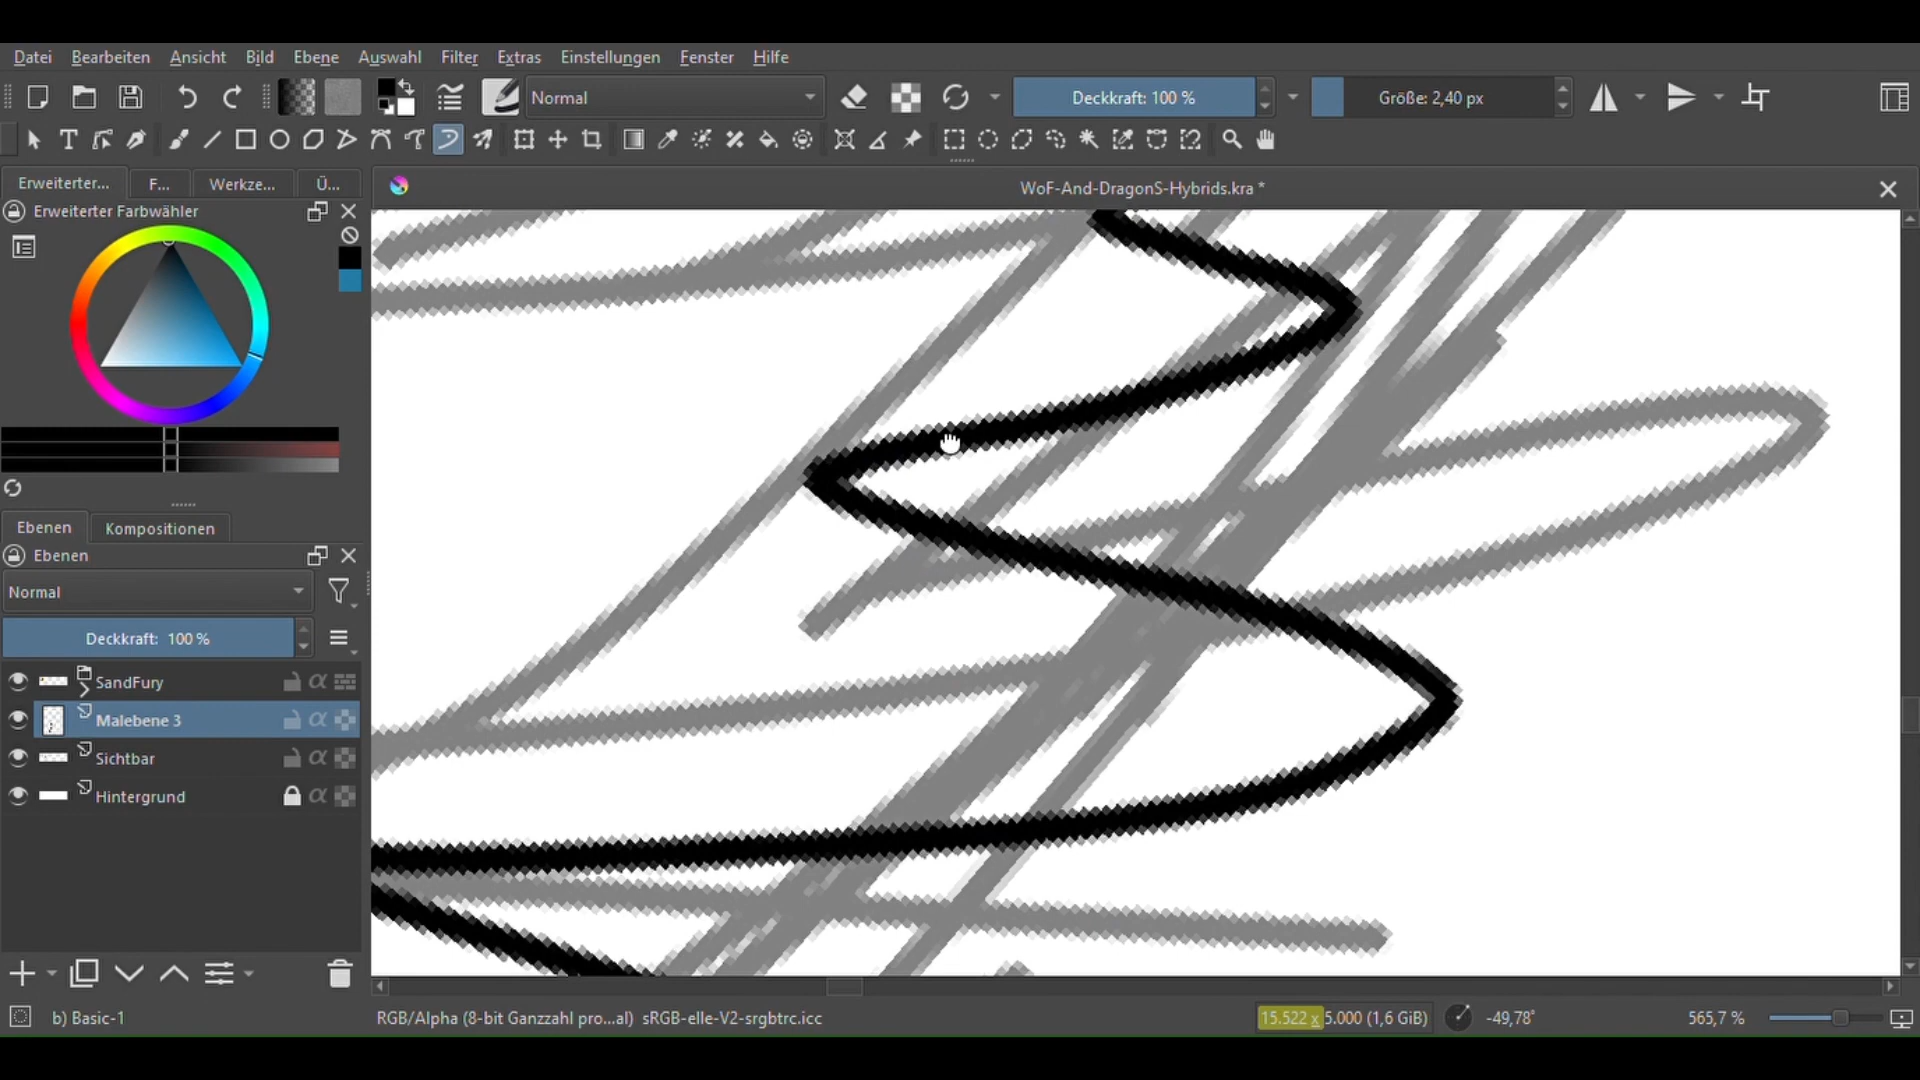 Datei Bearbeiten Ansicht Bild Ebene Auswahl Filter Extras Einstellungen Fenster Hilfe
Normal Deckkraft: 100 % Größe: 2,40 px
Erweiterter... F... Werkze... Ü...
WoF-And-DragonS-Hybrids.kra *
Erweiterter Farbwähler
Ebenen Kompositionen
Ebenen
Normal
Deckkraft: 100 %
SandFury
Malebene 3
Sichtbar
Hintergrund
b) Basic-1
RGB/Alpha (8-bit Ganzzahl pro...al) sRGB-elle-V2-srgbtrc.icc
15.522 x 5.000 (1,6 GiB)
-49,78°
565,7 %